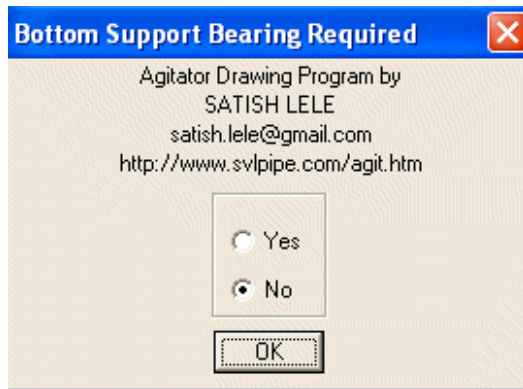 Bottom Support Bearing Required
Agitator Drawing Program by
SATISH LELE
satish.lele@gmail.com
http://www.svlpipe.com/agit.htm
Yes
No
OK